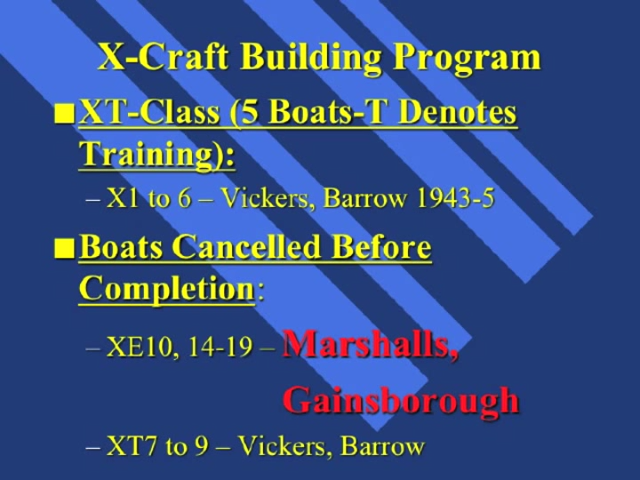 X-Craft Building Program
■XT-Class (5 Boats-T Denotes
Training):
– X1 to 6 – Vickers, Barrow 1943-5
■Boats Cancelled Before
Completion:
– XE10, 14-19 – Marshalls,
Gainsborough
– XT7 to 9 – Vickers, Barrow